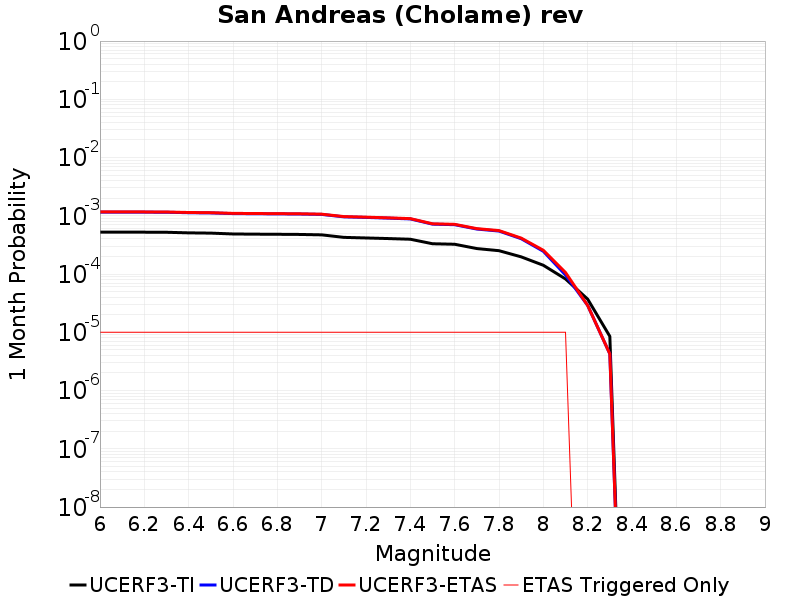 San Andreas (Cholame) rev
1 Month Probability
10^0
10^-1
10^-2
10^-3
10^-4
10^-5
10^-6
10^-7
10^-8
6 6.2 6.4 6.6 6.8 7 7.2 7.4 7.6 7.8 8 8.2 8.4 8.6 8.8 9
Magnitude
UCERF3-TI UCERF3-TD UCERF3-ETAS ETAS Triggered Only